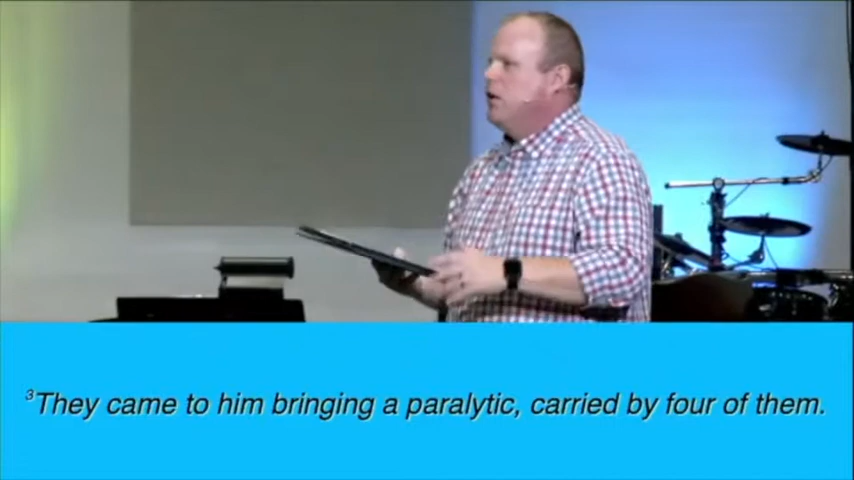 ³They came to him bringing a paralytic, carried by four of them.